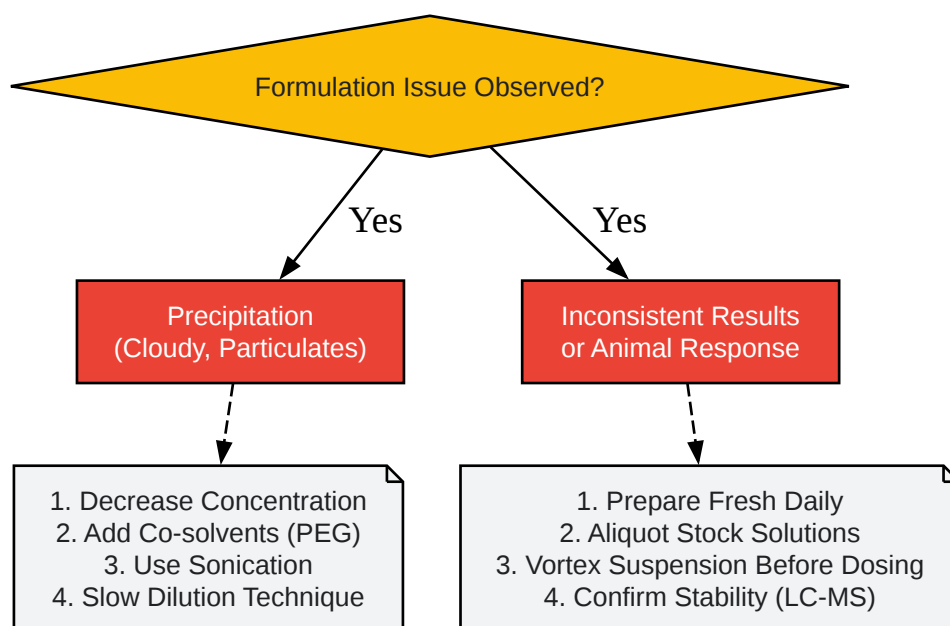 Formulation Issue Observed?
Yes
Yes
Precipitation
(Cloudy, Particulates)
Inconsistent Results
or Animal Response
1. Decrease Concentration
2. Add Co-solvents (PEG)
3. Use Sonication
4. Slow Dilution Technique
1. Prepare Fresh Daily
2. Aliquot Stock Solutions
3. Vortex Suspension Before Dosing
4. Confirm Stability (LC-MS)